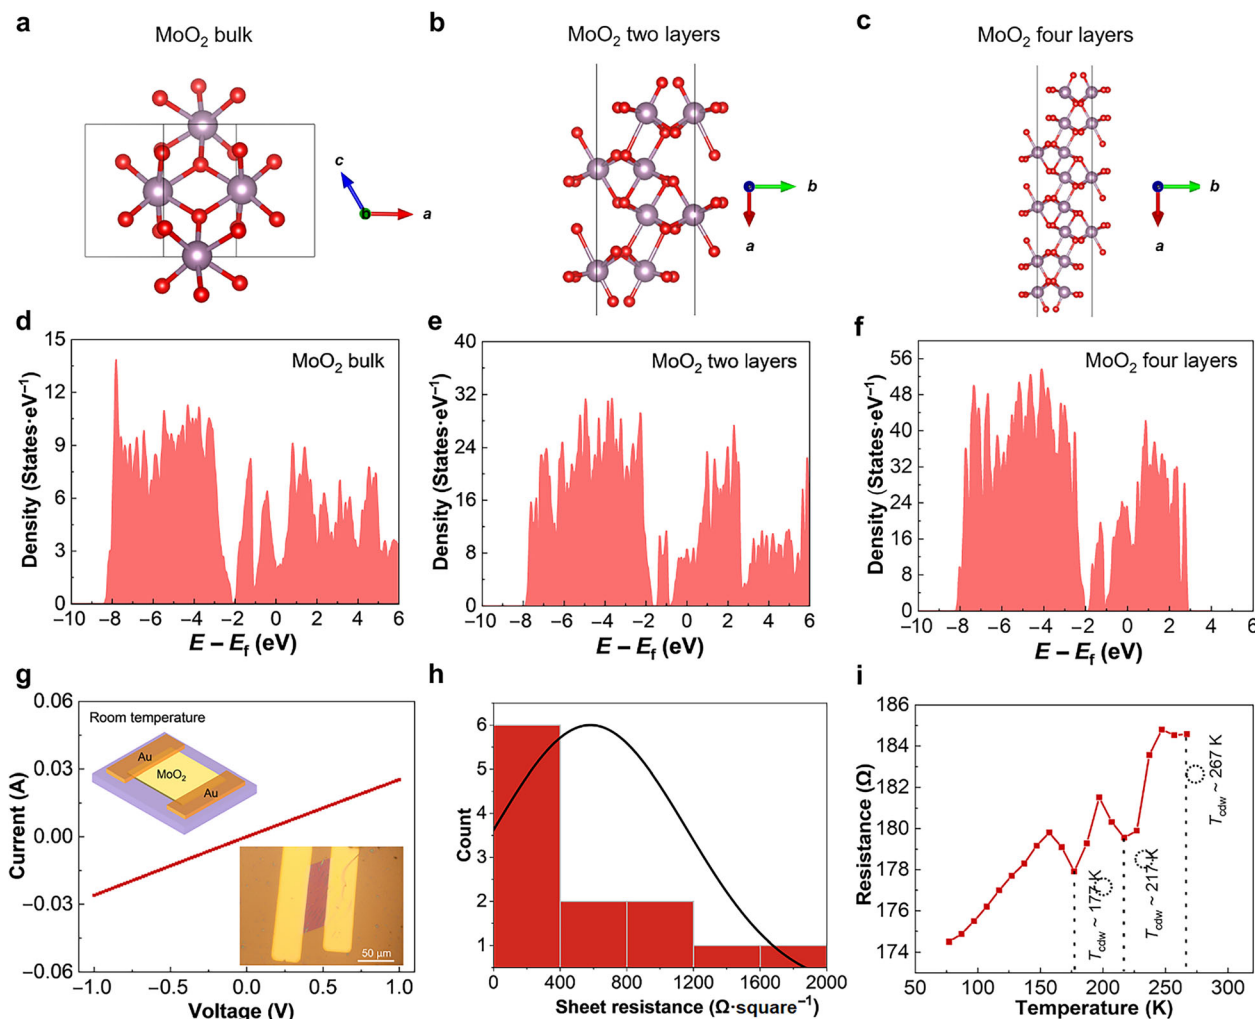 a
MoO₂ bulk
c
b
a
b
MoO₂ two layers
b
a
c
MoO₂ four layers
b
a
d
MoO₂ bulk
15
12
9
6
3
0
Density (States·eV⁻¹)
−10 −8 −6 −4 −2 0 2 4 6
E − E_f (eV)
e
MoO₂ two layers
40
32
24
16
8
0
Density (States·eV⁻¹)
−10 −8 −6 −4 −2 0 2 4 6
E − E_f (eV)
f
MoO₂ four layers
56
48
40
32
24
16
8
0
Density (States·eV⁻¹)
−10 −8 −6 −4 −2 0 2 4 6
E − E_f (eV)
g
Room temperature
Au
MoO₂
Au
50 µm
0.06
0.03
0.00
−0.03
−0.06
Current (A)
−1.0 −0.5 0.0 0.5 1.0
Voltage (V)
h
6
5
4
3
2
1
Count
0 400 800 1200 1600 2000
Sheet resistance (Ω·square⁻¹)
i
186
184
182
180
178
176
174
Resistance (Ω)
T_cdw ~ 177 K
T_cdw ~ 217 K
T_cdw ~ 267 K
50 100 150 200 250 300
Temperature (K)